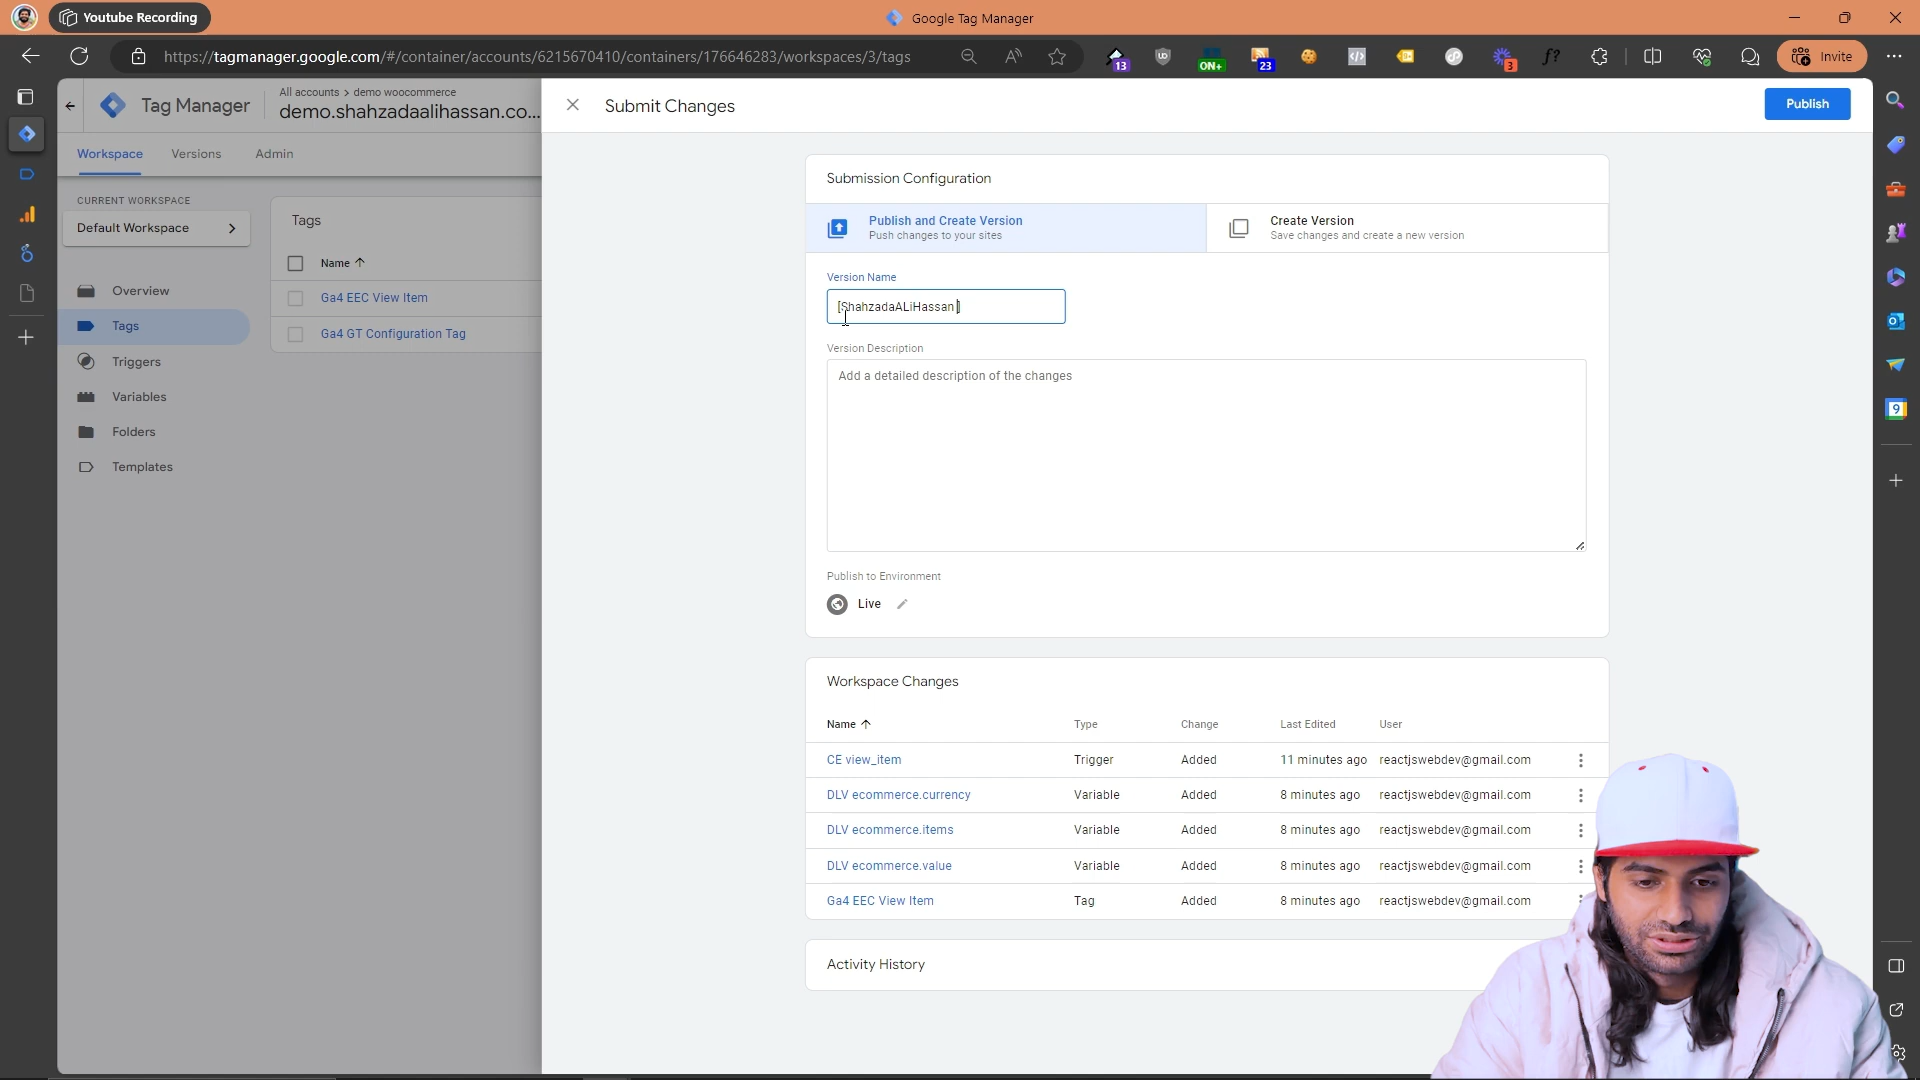 Youtube Recording
Google Tag Manager
https://tagmanager.google.com/#/container/accounts/6215670410/containers/176646283/workspaces/3/tags
13
ON+
23
3
f?
Invite
Tag Manager
All accounts > demo woocommerce
demo.shahzadaalihassan.co...
Submit Changes
Publish
Workspace
Versions
Admin
CURRENT WORKSPACE
Default Workspace
Overview
Tags
Triggers
Variables
Folders
Templates
Tags
Name
Ga4 EEC View Item
Ga4 GT Configuration Tag
Submission Configuration
Publish and Create Version
Push changes to your sites
Create Version
Save changes and create a new version
Version Name
[ShahzadaALiHassan]
Version Description
Add a detailed description of the changes
Publish to Environment
Live
Workspace Changes
Name Type Change Last Edited User
CE view_item Trigger Added 11 minutes ago reactjswebdev@gmail.com
DLV ecommerce.currency Variable Added 8 minutes ago reactjswebdev@gmail.com
DLV ecommerce.items Variable Added 8 minutes ago reactjswebdev@gmail.com
DLV ecommerce.value Variable Added 8 minutes ago reactjswebdev@gmail.com
Ga4 EEC View Item Tag Added 8 minutes ago reactjswebdev@gmail.com
Activity History
9